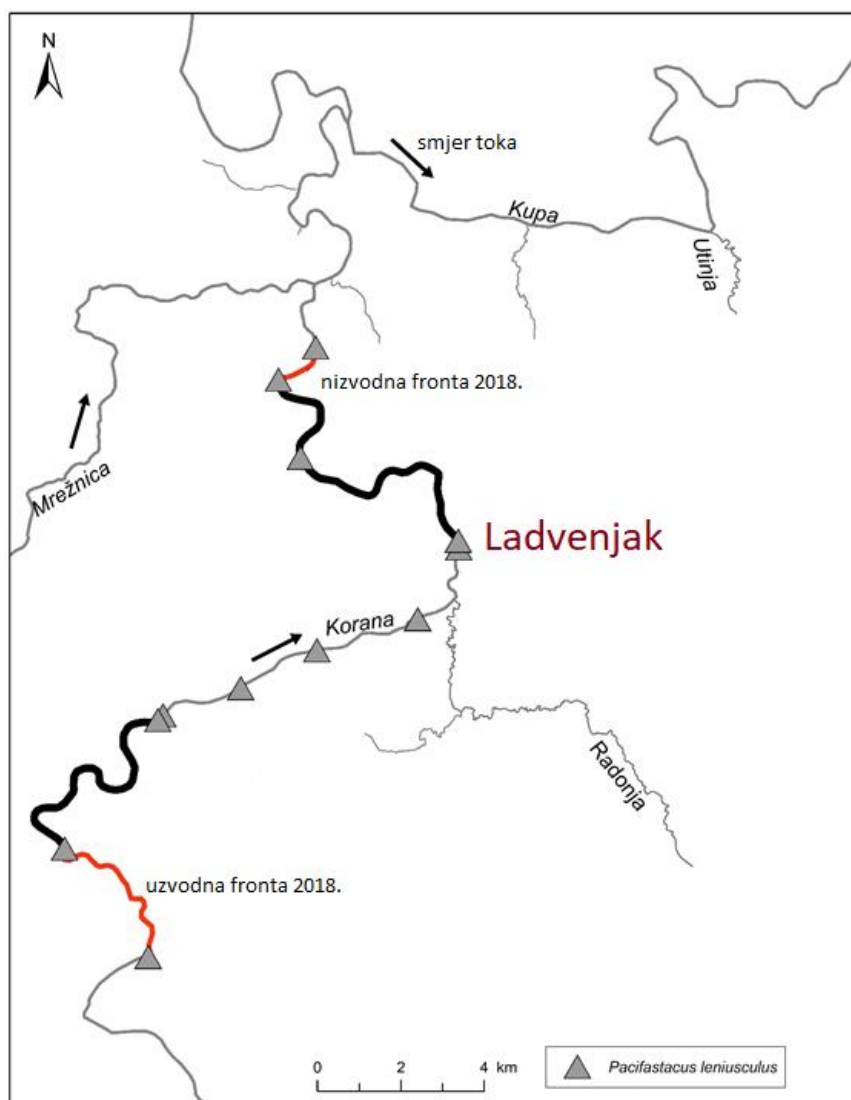 N
smjer toka
Kupa
Utinja
nizvodna fronta 2018.
Mrežnica
Ladvenjak
Korana
Radonja
uzvodna fronta 2018.
0 2 4 km
Pacifastacus leniusculus